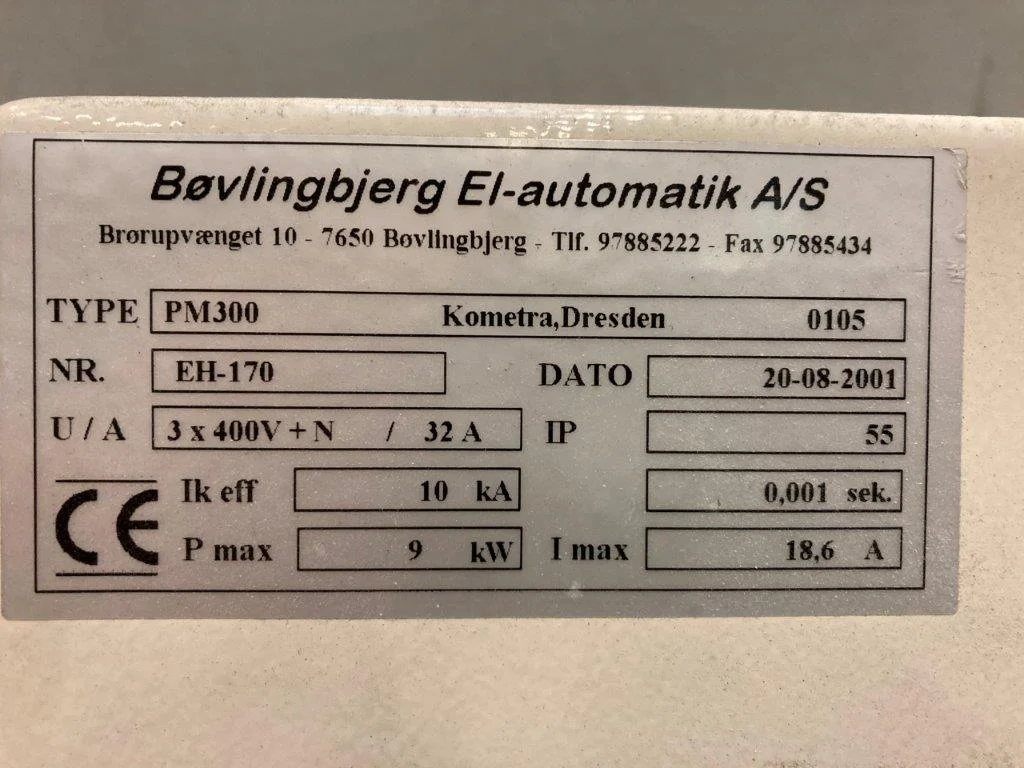 Bøvlingbjerg El-automatik A/S
Brørupvænget 10 - 7650 Bøvlingbjerg - Tlf. 97885222 - Fax 97885434
TYPE PM300 Kometra,Dresden 0105
NR. EH-170 DATO 20-08-2001
U / A 3 x 400V + N / 32 A IP 55
CE Ik eff 10 kA 0,001 sek.
P max 9 kW I max 18,6 A